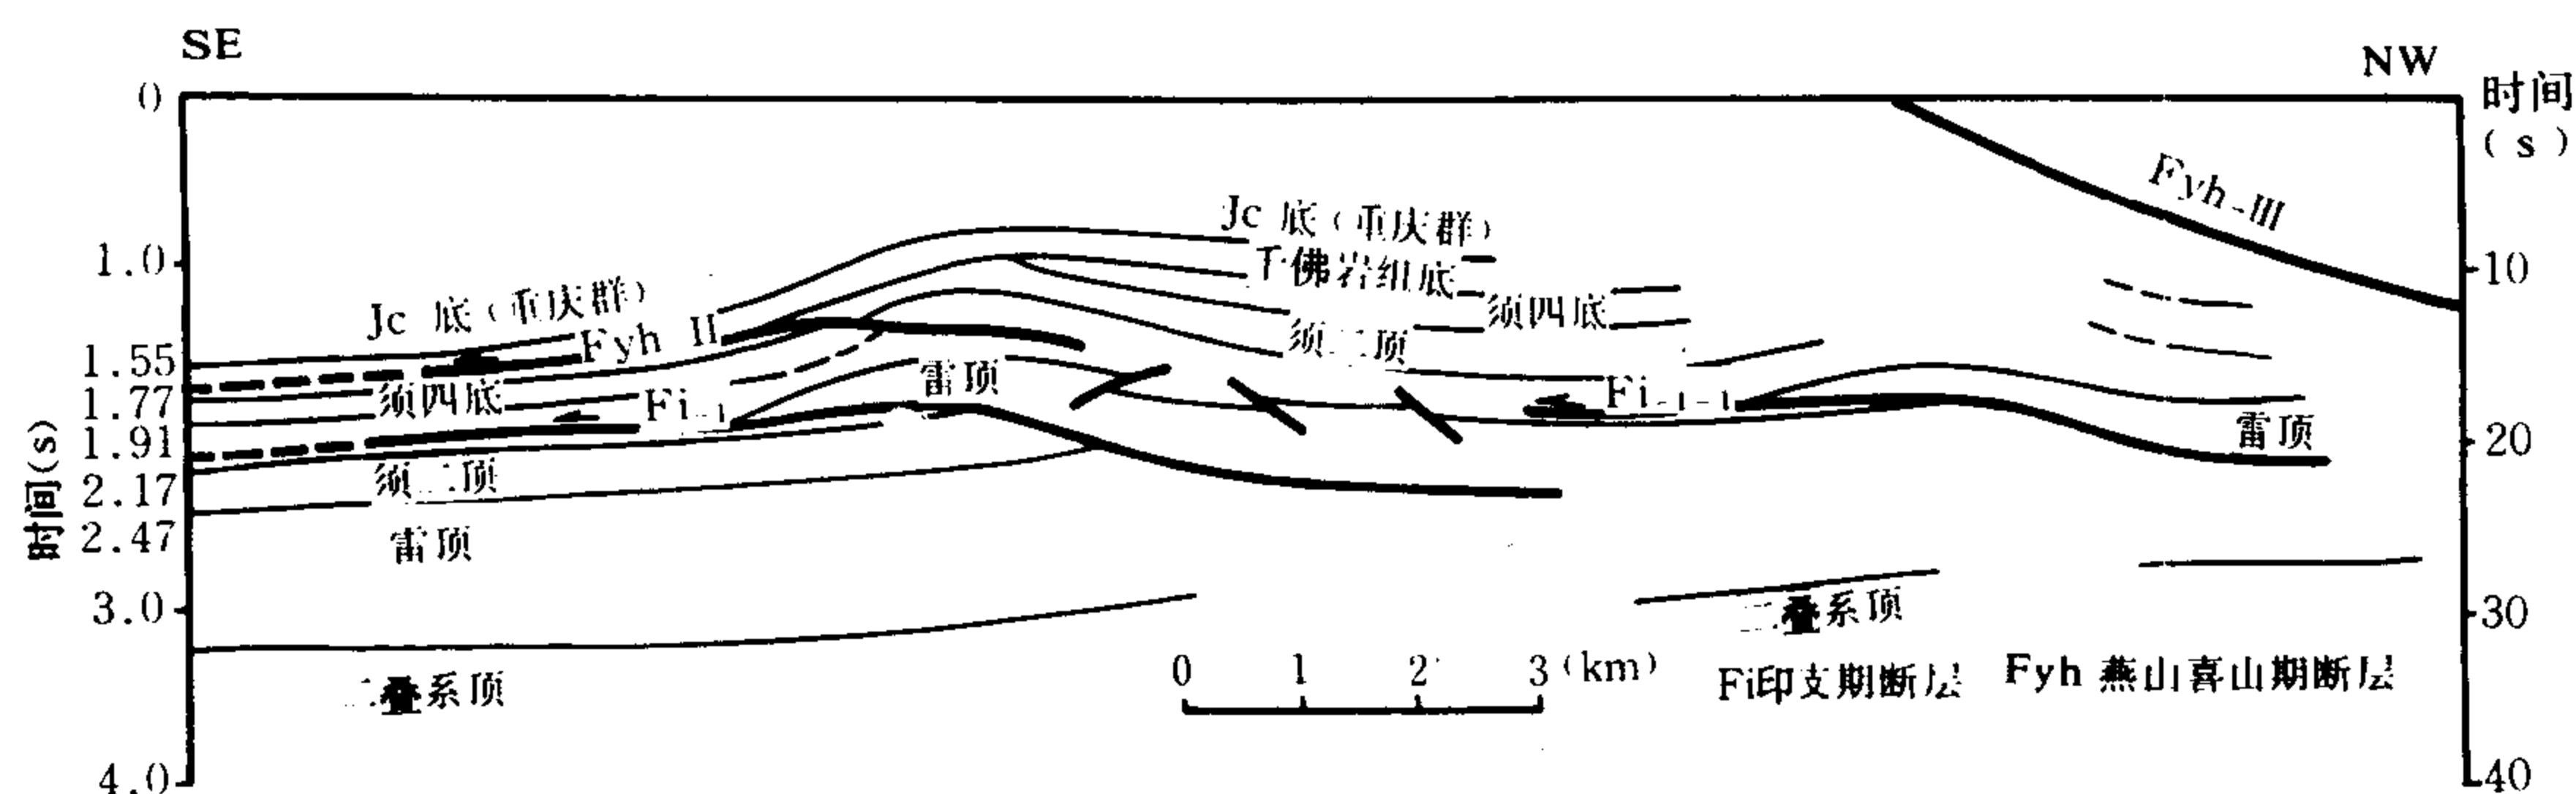 SE
NW
0
时间
(s)
Fyh-III
Jc 底(重庆群)
1.0
千佛岩组底
10
Jc 底(重庆群)
须四底
Fyh II
须二顶
1.55
雷顶
1.77
须四底
Fi-1
Fi-1-1
雷顶
1.91
20
须二顶
2.17
2.47
雷顶
时间(s)
3.0
二叠系顶
30
0 1 2 3 (km)
二叠系顶
Fi印支期断层
Fyh 燕山喜山期断层
4.0
40